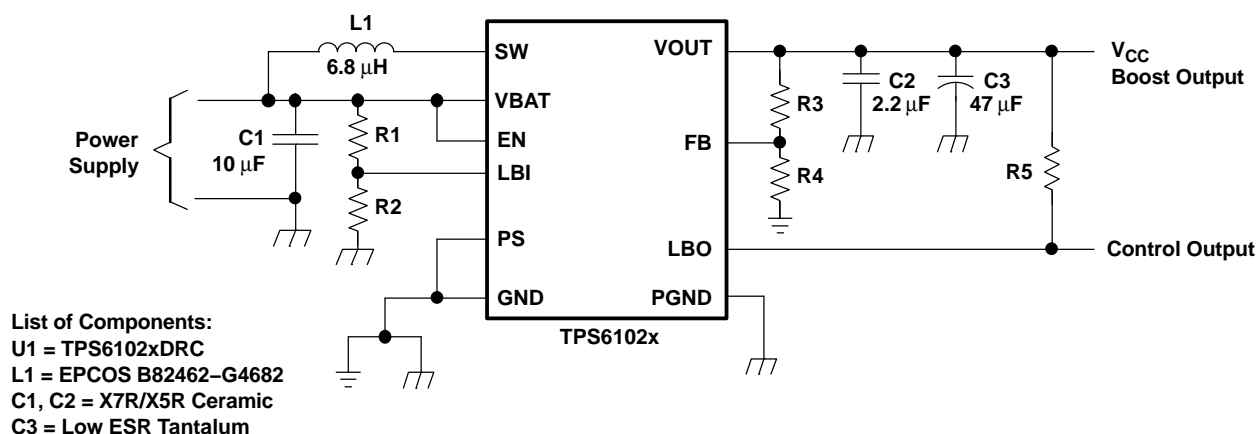 L1
6.8 μH
SW
VOUT
VCC
Boost Output
C2
2.2 μF
C3
47 μF
VBAT
R3
Power
Supply
C1
10 μF
R1
EN
FB
LBI
R4
R5
R2
PS
LBO
Control Output
GND
PGND
TPS6102x
List of Components:
U1 = TPS6102xDRC
L1 = EPCOS B82462–G4682
C1, C2 = X7R/X5R Ceramic
C3 = Low ESR Tantalum